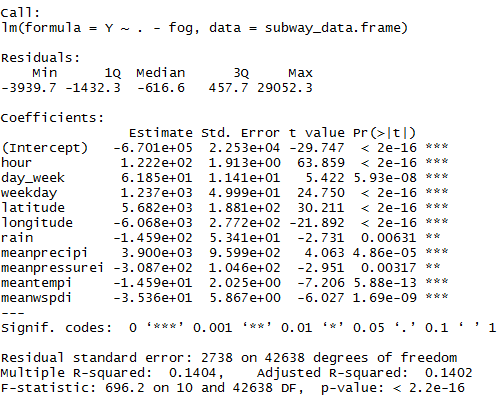 Call:
lm(formula = Y ~ . - fog, data = subway_data.frame)
Residuals:
    Min      1Q  Median      3Q     Max
-3939.7 -1432.3  -616.6   457.7 29052.3
Coefficients:
                Estimate Std. Error t value Pr(>|t|)
(Intercept)   -6.701e+05  2.253e+04 -29.747  < 2e-16 ***
hour           1.222e+02  1.913e+00  63.859  < 2e-16 ***
day_week       6.185e+01  1.141e+01   5.422 5.93e-08 ***
weekday        1.237e+03  4.999e+01  24.750  < 2e-16 ***
latitude       5.682e+03  1.881e+02  30.211  < 2e-16 ***
longitude     -6.068e+03  2.772e+02 -21.892  < 2e-16 ***
rain          -1.459e+02  5.341e+01  -2.731  0.00631 **
meanprecipi    3.900e+03  9.599e+02   4.063 4.86e-05 ***
meanpressurei -3.087e+02  1.046e+02  -2.951  0.00317 **
meantempi     -1.459e+01  2.025e+00  -7.206 5.88e-13 ***
meanwspdi     -3.536e+01  5.867e+00  -6.027 1.69e-09 ***
---
Signif. codes:  0 ‘***’ 0.001 ‘**’ 0.01 ‘*’ 0.05 ‘.’ 0.1 ‘ ’ 1
Residual standard error: 2738 on 42638 degrees of freedom
Multiple R-squared:  0.1404,	Adjusted R-squared:  0.1402
F-statistic: 696.2 on 10 and 42638 DF,  p-value: < 2.2e-16